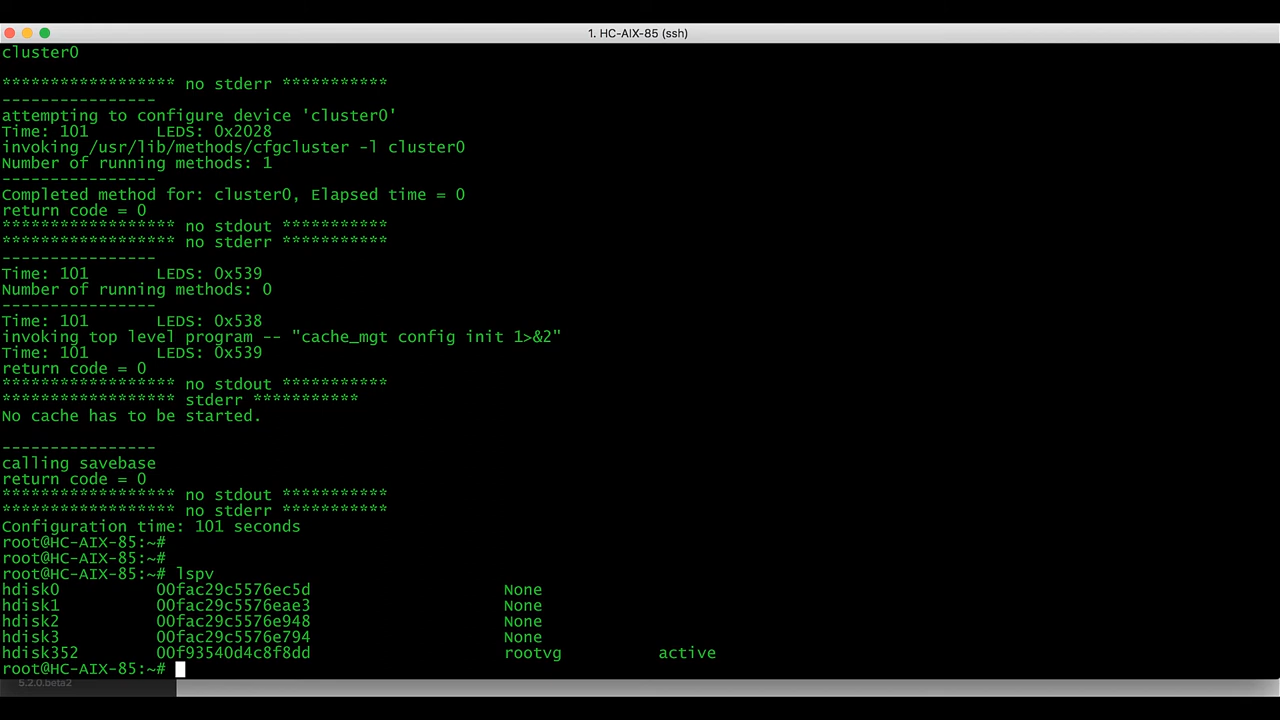 1. HC-AIX-85 (ssh)
cluster0
****************** no stderr ***********
----------------
attempting to configure device 'cluster0'
Time: 101 LEDS: 0x2028
invoking /usr/lib/methods/cfgcluster -l cluster0
Number of running methods: 1
----------------
Completed method for: cluster0, Elapsed time = 0
return code = 0
****************** no stdout ***********
****************** no stderr ***********
----------------
Time: 101 LEDS: 0x539
Number of running methods: 0
----------------
Time: 101 LEDS: 0x538
invoking top level program -- "cache_mgt config init 1>&2"
Time: 101 LEDS: 0x539
return code = 0
****************** no stdout ***********
****************** stderr ***********
No cache has to be started.
----------------
calling savebase
return code = 0
****************** no stdout ***********
****************** no stderr ***********
Configuration time: 101 seconds
root@HC-AIX-85:~#
root@HC-AIX-85:~#
root@HC-AIX-85:~# lspv
hdisk0 00fac29c5576ec5d None
hdisk1 00fac29c5576eae3 None
hdisk2 00fac29c5576e948 None
hdisk3 00fac29c5576e794 None
hdisk352 00f93540d4c8f8dd rootvg active
root@HC-AIX-85:~#
5.2.0.beta2